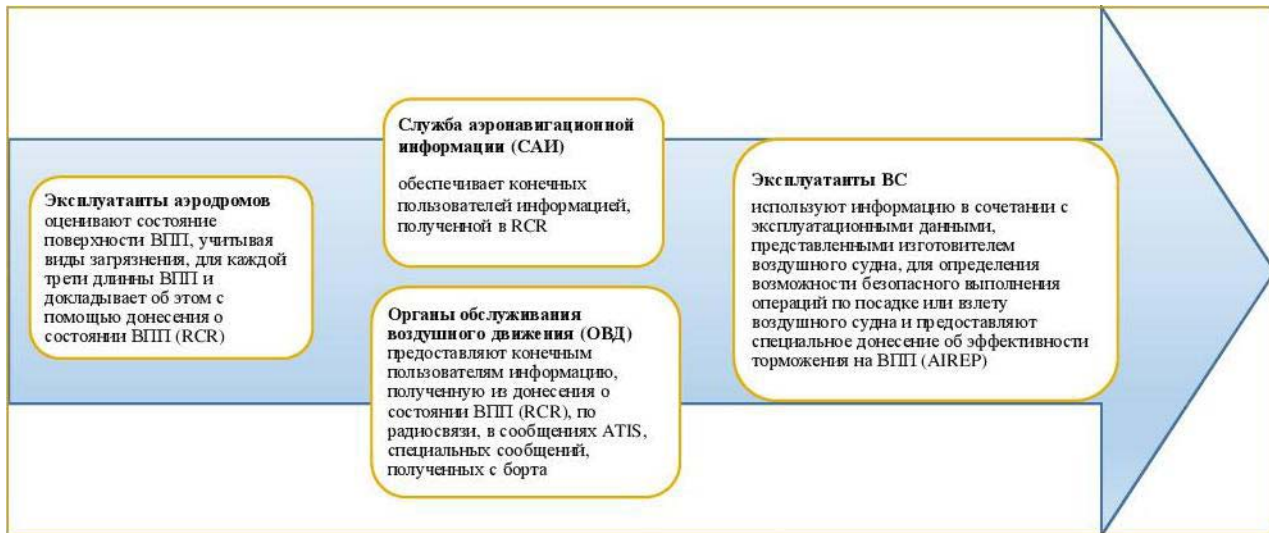 Эксплуатанты аэродромов
оценивают состояние
поверхности ВПП, учитывая
виды загрязнения, для каждой
трети длинны ВПП и
докладывает об этом с
помощью донесения о
состоянии ВПП (RCR)
Служба аэронавигационной
информации (САИ)
обеспечивает конечных
пользователей информацией,
полученной в RCR
Органы обслуживания
воздушного движения (ОВД)
предоставляют конечным
пользователям информацию,
полученную из донесения о
состоянии ВПП (RCR), по
радиосвязи, в сообщениях ATIS,
специальных сообщений,
полученных с борта
Эксплуатанты ВС
используют информацию в сочетании с
эксплуатационными данными,
представленными изготовителем
воздушного судна, для определения
возможности безопасного выполнения
операций по посадке или взлету
воздушного судна и предоставляют
специальное донесение об эффективности
торможения на ВПП (AIREP)